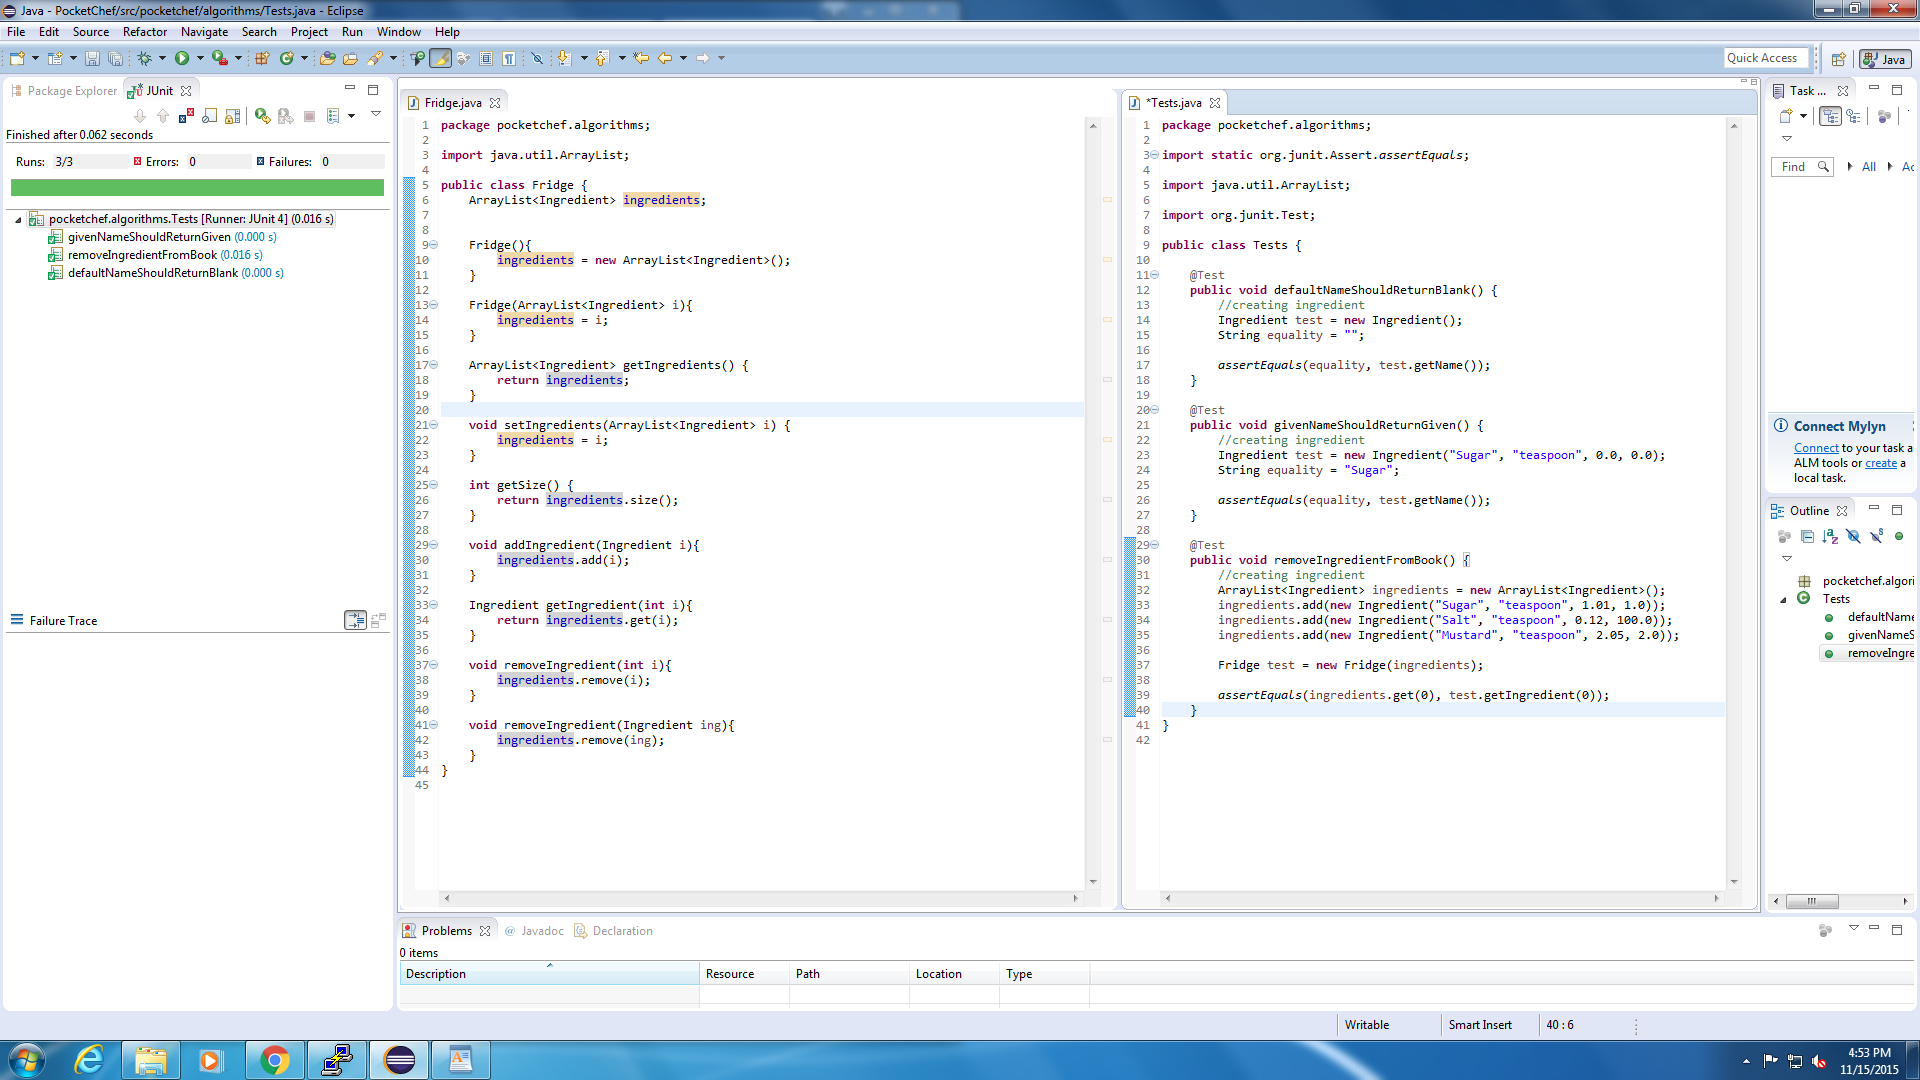 Java - PocketChef/src/pocketchef/algorithms/Tests.java - Eclipse
File Edit Source Refactor Navigate Search Project Run Window Help
Quick Access
Java
Package Explorer
JUnit
Finished after 0.062 seconds
Runs: 3/3 Errors: 0 Failures: 0
pocketchef.algorithms.Tests [Runner: JUnit 4] (0.016 s)
givenNameShouldReturnGiven (0.000 s)
removeIngredientFromBook (0.016 s)
defaultNameShouldReturnBlank (0.000 s)
Failure Trace
Fridge.java
1 package pocketchef.algorithms;
2
3 import java.util.ArrayList;
4
5 public class Fridge {
6 ArrayList<Ingredient> ingredients;
7
8
9 Fridge(){
10 ingredients = new ArrayList<Ingredient>();
11 }
12
13 Fridge(ArrayList<Ingredient> i){
14 ingredients = i;
15 }
16
17 ArrayList<Ingredient> getIngredients() {
18 return ingredients;
19 }
20
21 void setIngredients(ArrayList<Ingredient> i) {
22 ingredients = i;
23 }
24
25 int getSize() {
26 return ingredients.size();
27 }
28
29 void addIngredient(Ingredient i){
30 ingredients.add(i);
31 }
32
33 Ingredient getIngredient(int i){
34 return ingredients.get(i);
35 }
36
37 void removeIngredient(int i){
38 ingredients.remove(i);
39 }
40
41 void removeIngredient(Ingredient ing){
42 ingredients.remove(ing);
43 }
44 }
45
*Tests.java
1 package pocketchef.algorithms;
2
3 import static org.junit.Assert.assertEquals;
4
5 import java.util.ArrayList;
6
7 import org.junit.Test;
8
9 public class Tests {
10
11 @Test
12 public void defaultNameShouldReturnBlank() {
13 //creating ingredient
14 Ingredient test = new Ingredient();
15 String equality = "";
16
17 assertEquals(equality, test.getName());
18 }
19
20 @Test
21 public void givenNameShouldReturnGiven() {
22 //creating ingredient
23 Ingredient test = new Ingredient("Sugar", "teaspoon", 0.0, 0.0);
24 String equality = "Sugar";
25
26 assertEquals(equality, test.getName());
27 }
28
29 @Test
30 public void removeIngredientFromBook() {
31 //creating ingredient
32 ArrayList<Ingredient> ingredients = new ArrayList<Ingredient>();
33 ingredients.add(new Ingredient("Sugar", "teaspoon", 1.01, 1.0));
34 ingredients.add(new Ingredient("Salt", "teaspoon", 0.12, 100.0));
35 ingredients.add(new Ingredient("Mustard", "teaspoon", 2.05, 2.0));
36
37 Fridge test = new Fridge(ingredients);
38
39 assertEquals(ingredients.get(0), test.getIngredient(0));
40 }
41 }
42
Task ...
Find All Ac
Connect Mylyn
Connect to your task a
ALM tools or create a
local task.
Outline
pocketchef.algori
Tests
defaultName
givenNameS
removeIngre
Problems @ Javadoc Declaration
0 items
Description Resource Path Location Type
Writable Smart Insert 40 : 6
4:53 PM
11/15/2015